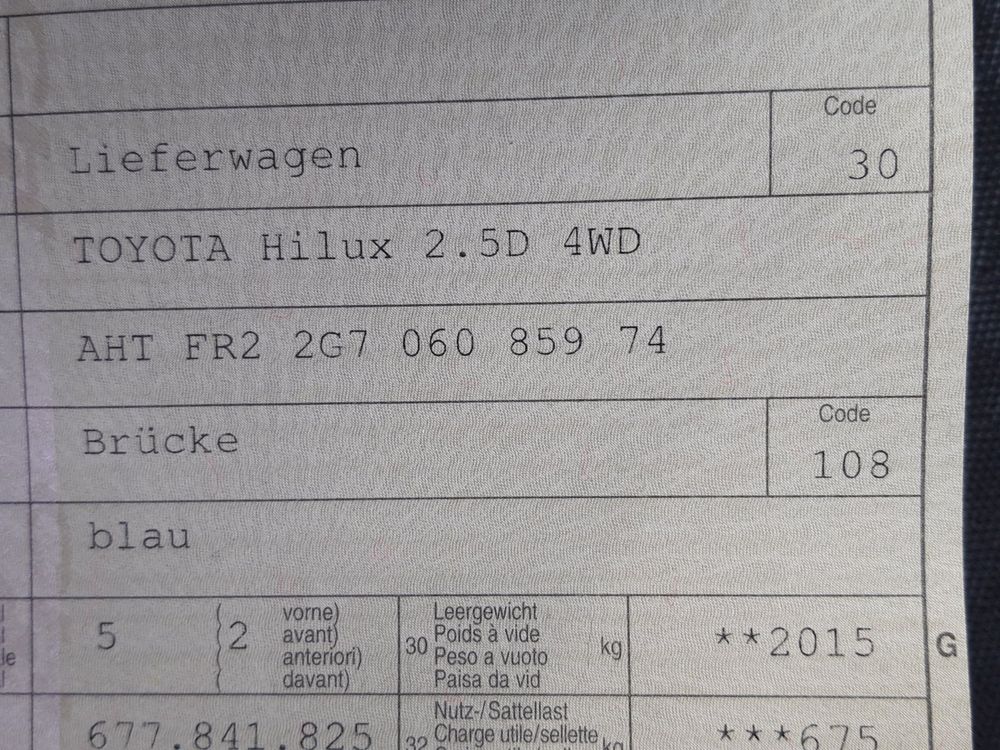 Code
Lieferwagen 30
TOYOTA Hilux 2.5D 4WD
AHT FR2 2G7 060 859 74
Code
Brücke 108
blau
5 (2 vorne)
( avant)
( anteriori)
( davant)
30 Leergewicht
Poids à vide
Peso a vuoto
Paisa da vid
kg **2015
G
677.841.825
32 Nutz-/Sattellast
Charge utile/sellette
kg ***675